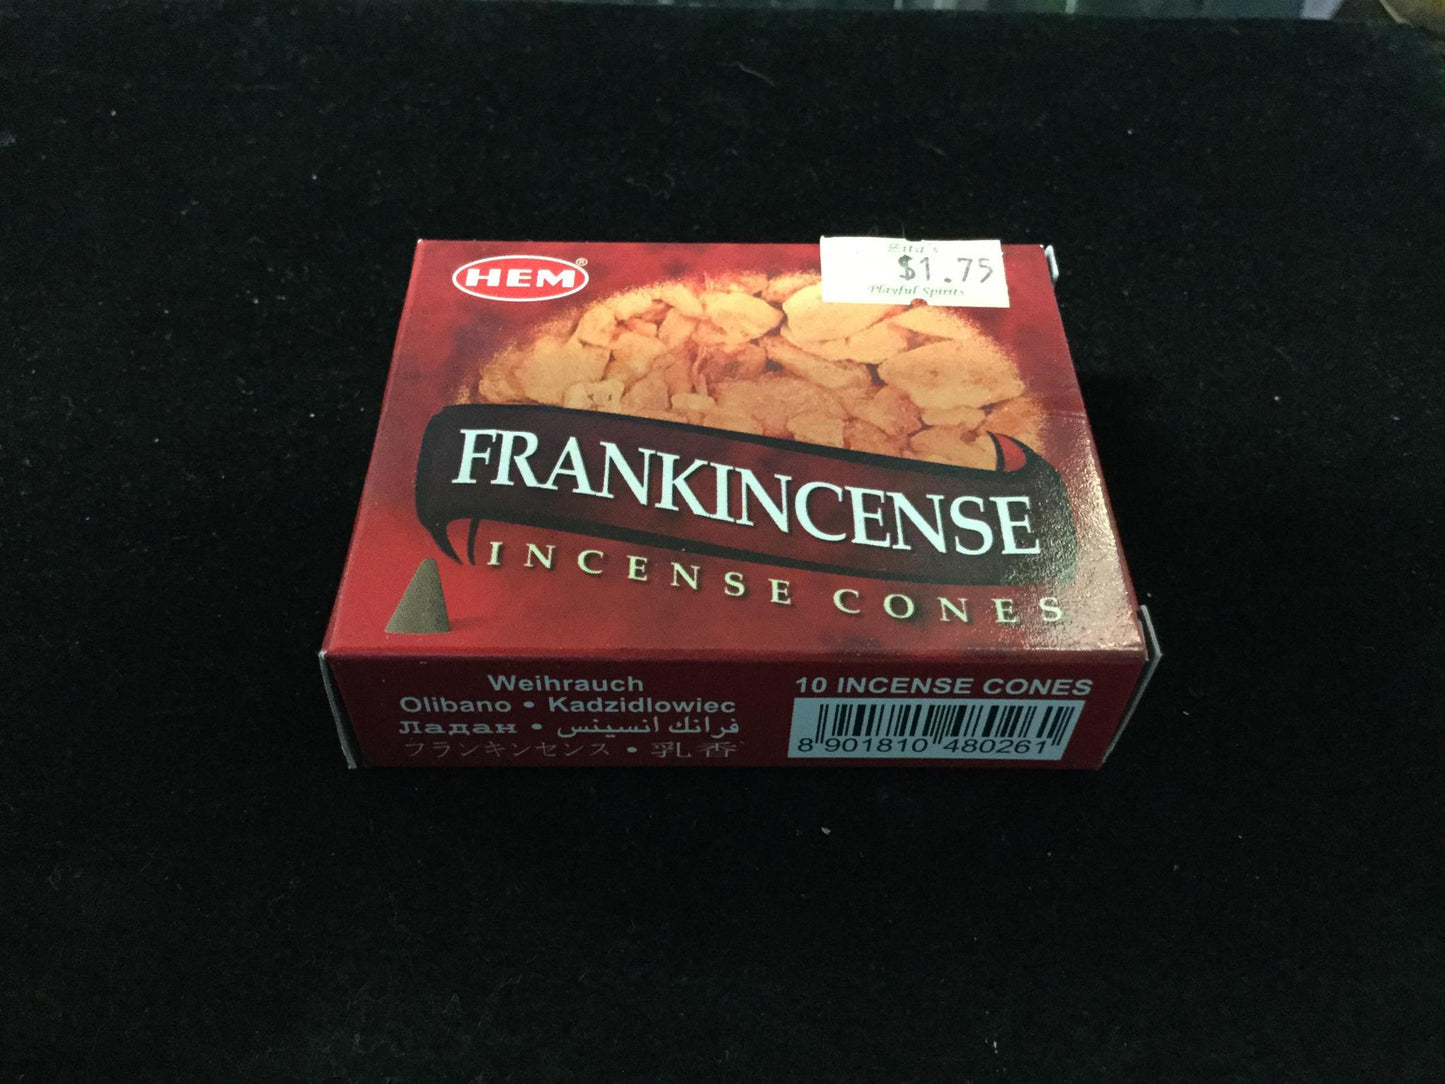 HEM®
Zita's
$1.75
Playful Spirits
FRANKINCENSE
INCENSE CONES
Weihrauch
Olibano • Kadzidlowiec
Ладан • فرانك انسينس
フランキンセンス • 乳香
10 INCENSE CONES
8 901810 480261